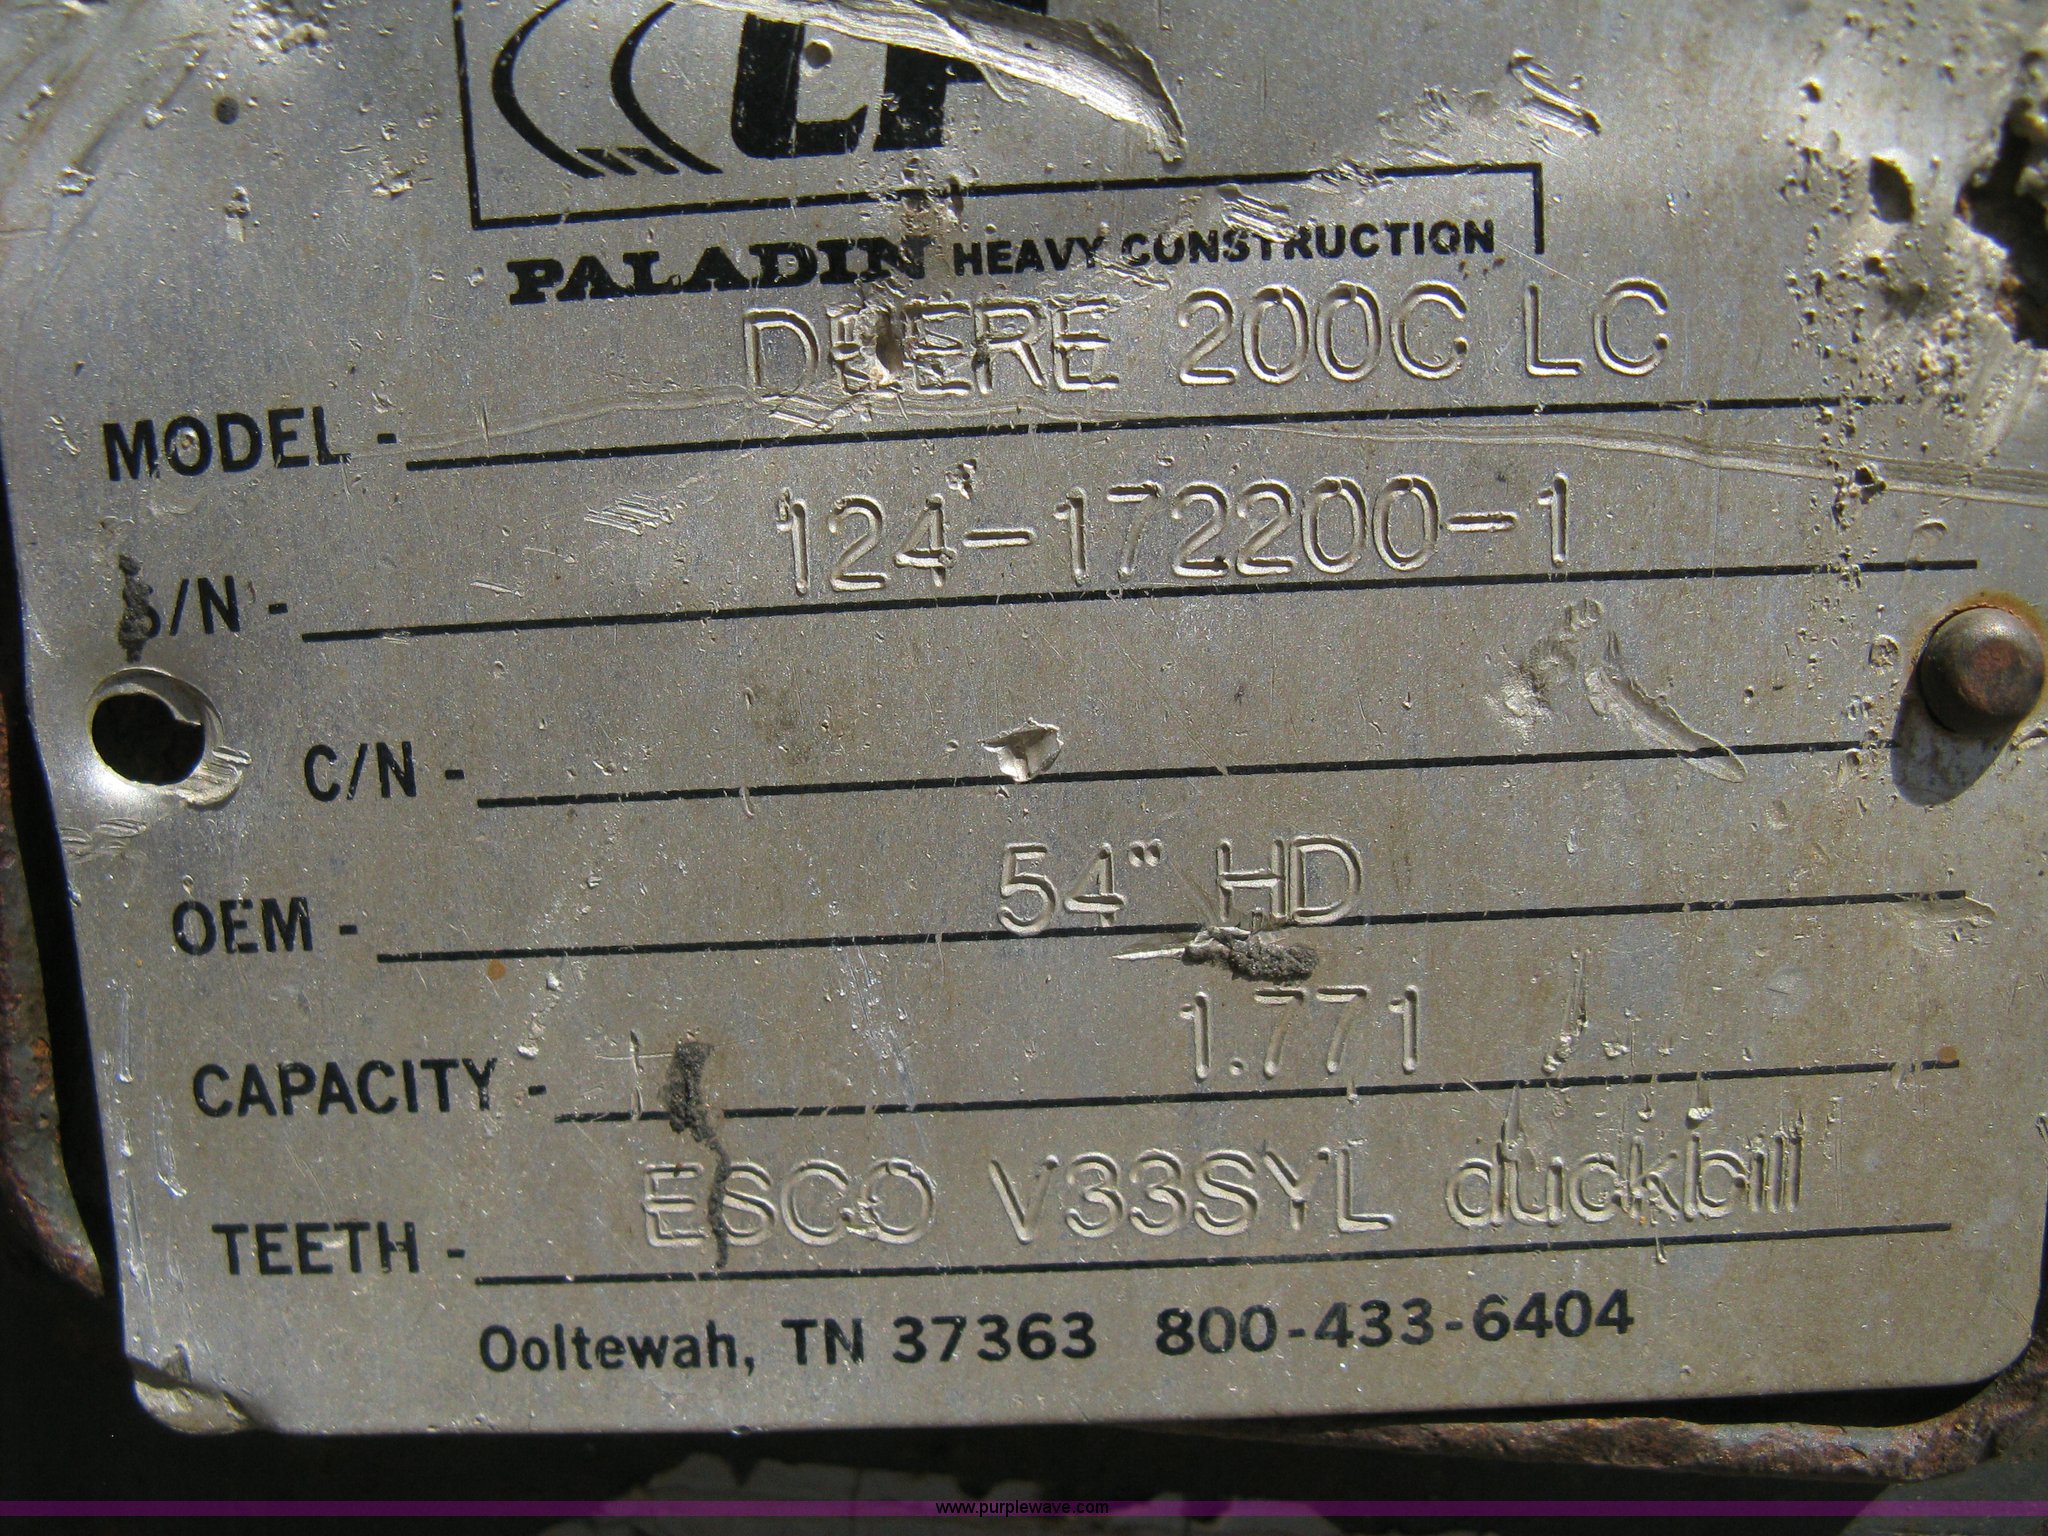 PALADIN HEAVY CONSTRUCTION
MODEL - DEERE 200C LC
S/N - 124-172200-1
C/N -
OEM - 54" HD
CAPACITY - 1.771
TEETH - ESCO V33SYL duckbill
Ooltewah, TN 37363 800-433-6404
www.purplewave.com